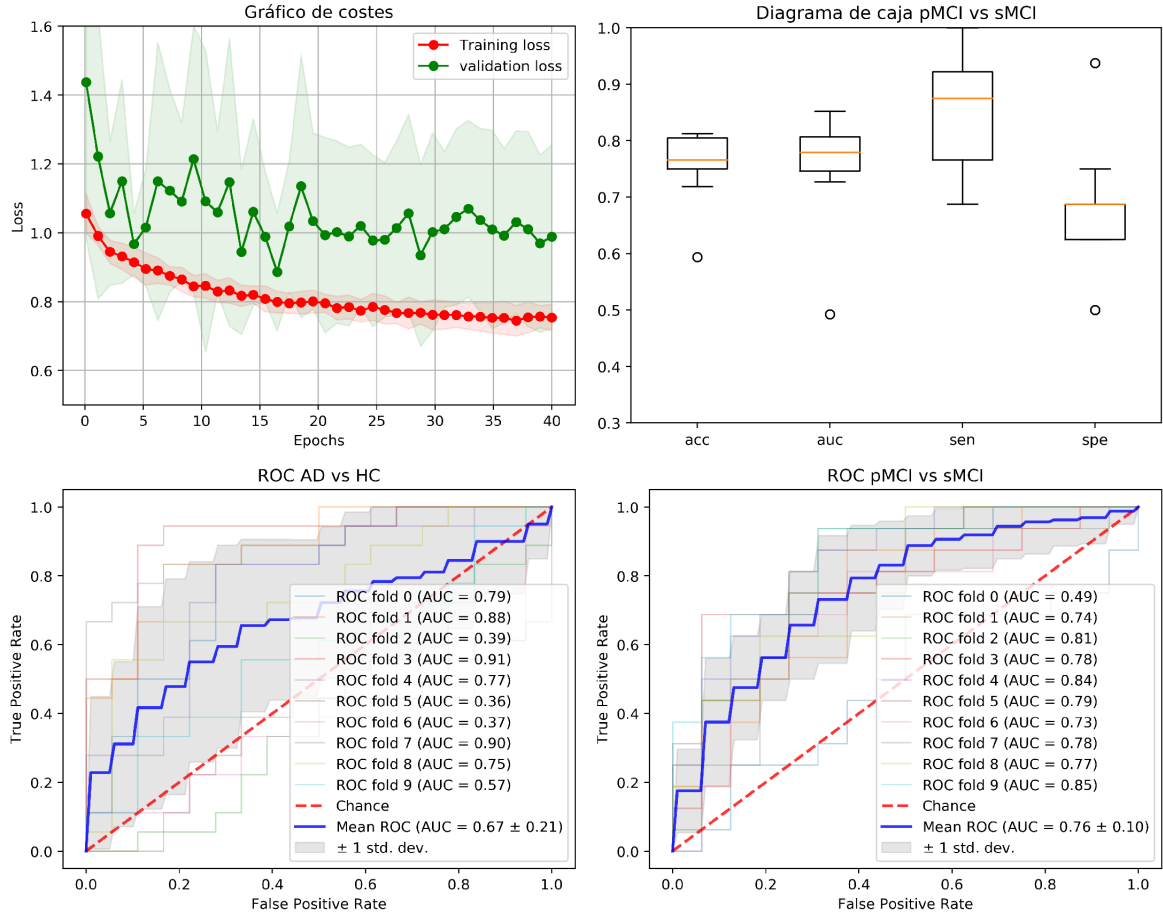 Gráfico de costes
1.6
1.4
1.2
1.0
0.8
0.6
Loss
Training loss
validation loss
0 5 10 15 20 25 30 35 40
Epochs
Diagrama de caja pMCI vs sMCI
1.0
0.9
0.8
0.7
0.6
0.5
0.4
0.3
acc auc sen spe
ROC AD vs HC
1.0
0.8
0.6
0.4
0.2
0.0
True Positive Rate
ROC fold 0 (AUC = 0.79)
ROC fold 1 (AUC = 0.88)
ROC fold 2 (AUC = 0.39)
ROC fold 3 (AUC = 0.91)
ROC fold 4 (AUC = 0.77)
ROC fold 5 (AUC = 0.36)
ROC fold 6 (AUC = 0.37)
ROC fold 7 (AUC = 0.90)
ROC fold 8 (AUC = 0.75)
ROC fold 9 (AUC = 0.57)
Chance
Mean ROC (AUC = 0.67 ± 0.21)
± 1 std. dev.
0.0 0.2 0.4 0.6 0.8 1.0
False Positive Rate
ROC pMCI vs sMCI
1.0
0.8
0.6
0.4
0.2
0.0
True Positive Rate
ROC fold 0 (AUC = 0.49)
ROC fold 1 (AUC = 0.74)
ROC fold 2 (AUC = 0.81)
ROC fold 3 (AUC = 0.78)
ROC fold 4 (AUC = 0.84)
ROC fold 5 (AUC = 0.79)
ROC fold 6 (AUC = 0.73)
ROC fold 7 (AUC = 0.78)
ROC fold 8 (AUC = 0.77)
ROC fold 9 (AUC = 0.85)
Chance
Mean ROC (AUC = 0.76 ± 0.10)
± 1 std. dev.
0.0 0.2 0.4 0.6 0.8 1.0
False Positive Rate